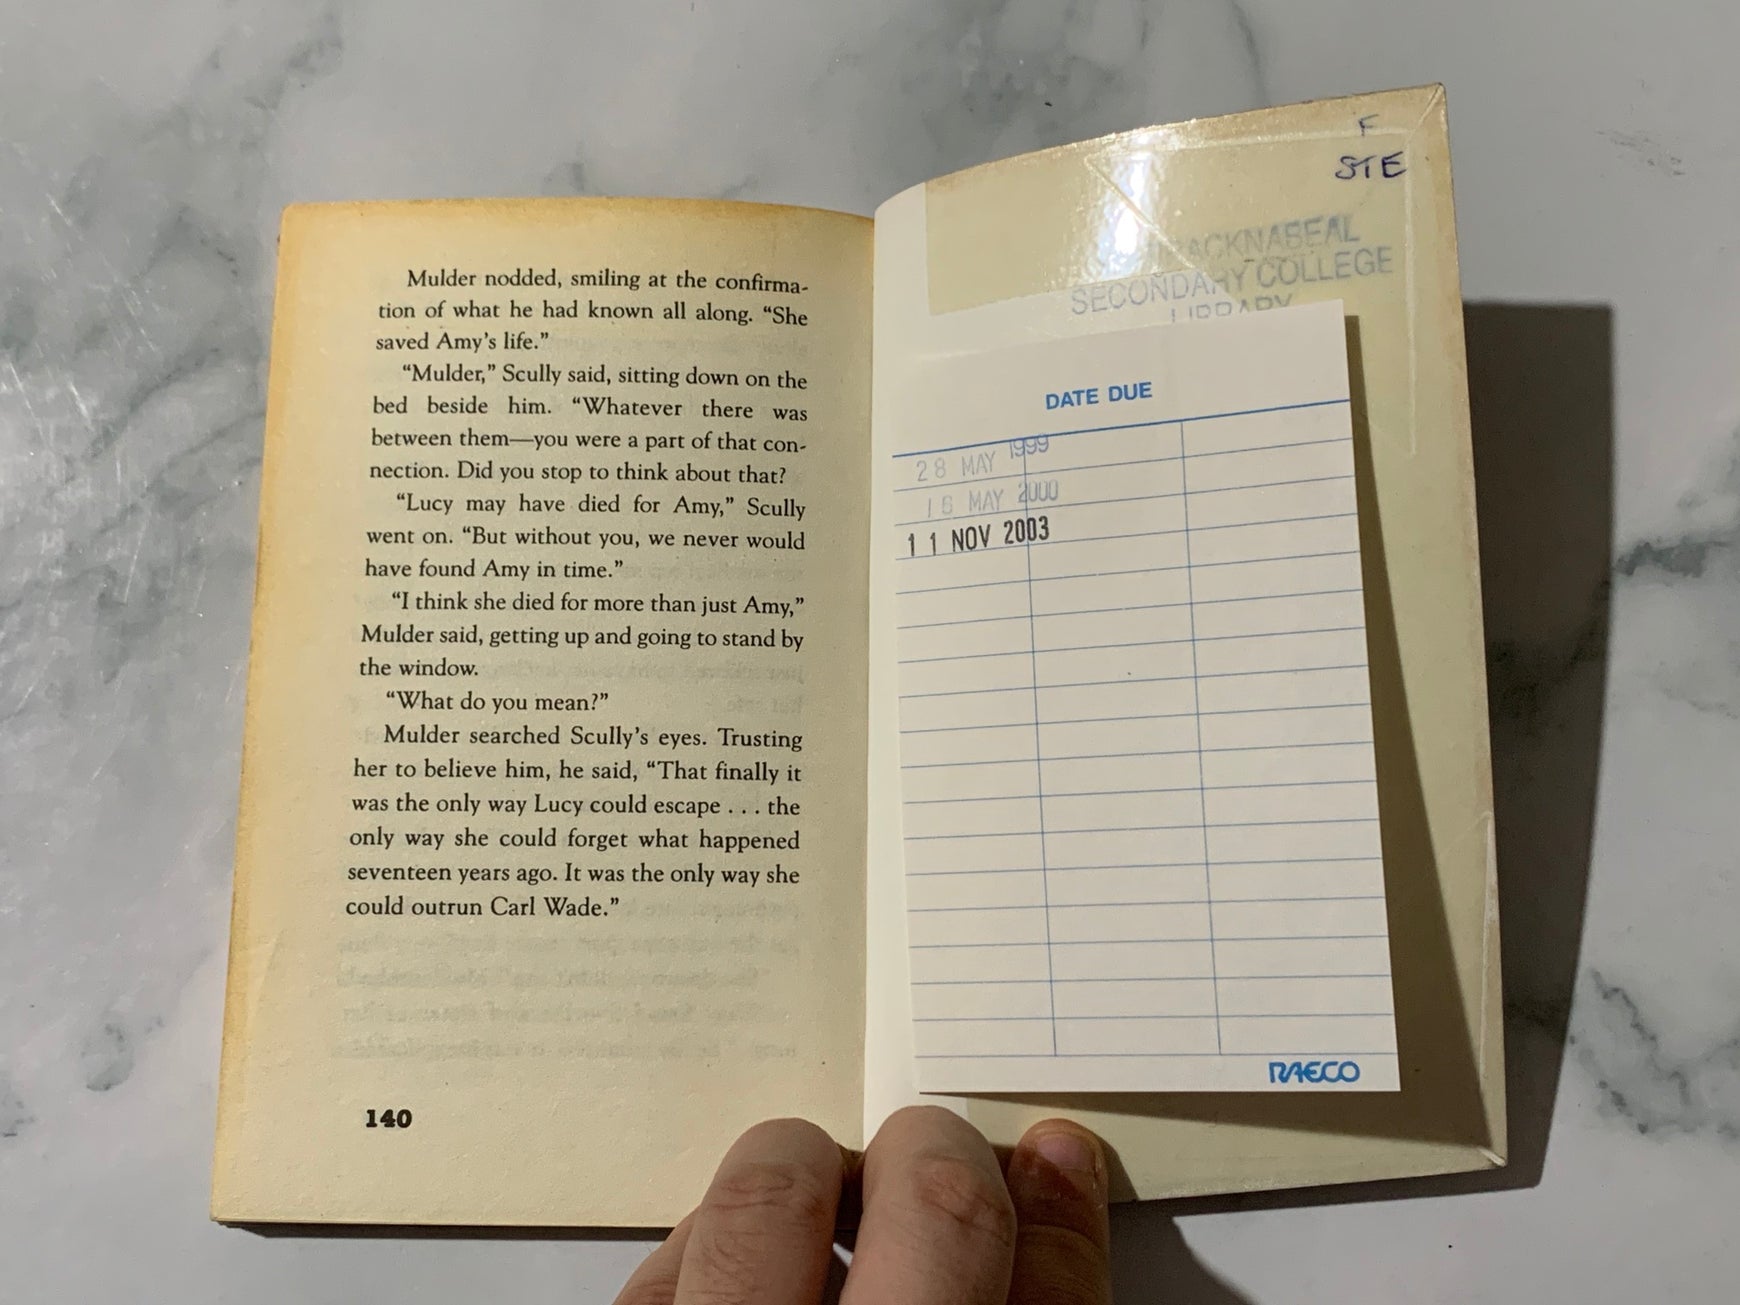 Mulder nodded, smiling at the confirma-
tion of what he had known all along. “She
saved Amy’s life.”
“Mulder,” Scully said, sitting down on the
bed beside him. “Whatever there was
between them—you were a part of that con-
nection. Did you stop to think about that?
“Lucy may have died for Amy,” Scully
went on. “But without you, we never would
have found Amy in time.”
“I think she died for more than just Amy,”
Mulder said, getting up and going to stand by
the window.
“What do you mean?”
Mulder searched Scully’s eyes. Trusting
her to believe him, he said, “That finally it
was the only way Lucy could escape . . . the
only way she could forget what happened
seventeen years ago. It was the only way she
could outrun Carl Wade.”
140
F
STE
SECONDARY COLLEGE
LIBRARY
DATE DUE
28 MAY 1999
16 MAY 2000
11 NOV 2003
RAECO